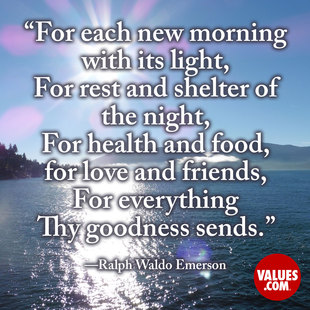 “For each new morning
with its light,
For rest and shelter of
the night,
For health and food,
for love and friends,
For everything
Thy goodness sends.”
—Ralph Waldo Emerson
VALUES
.COM